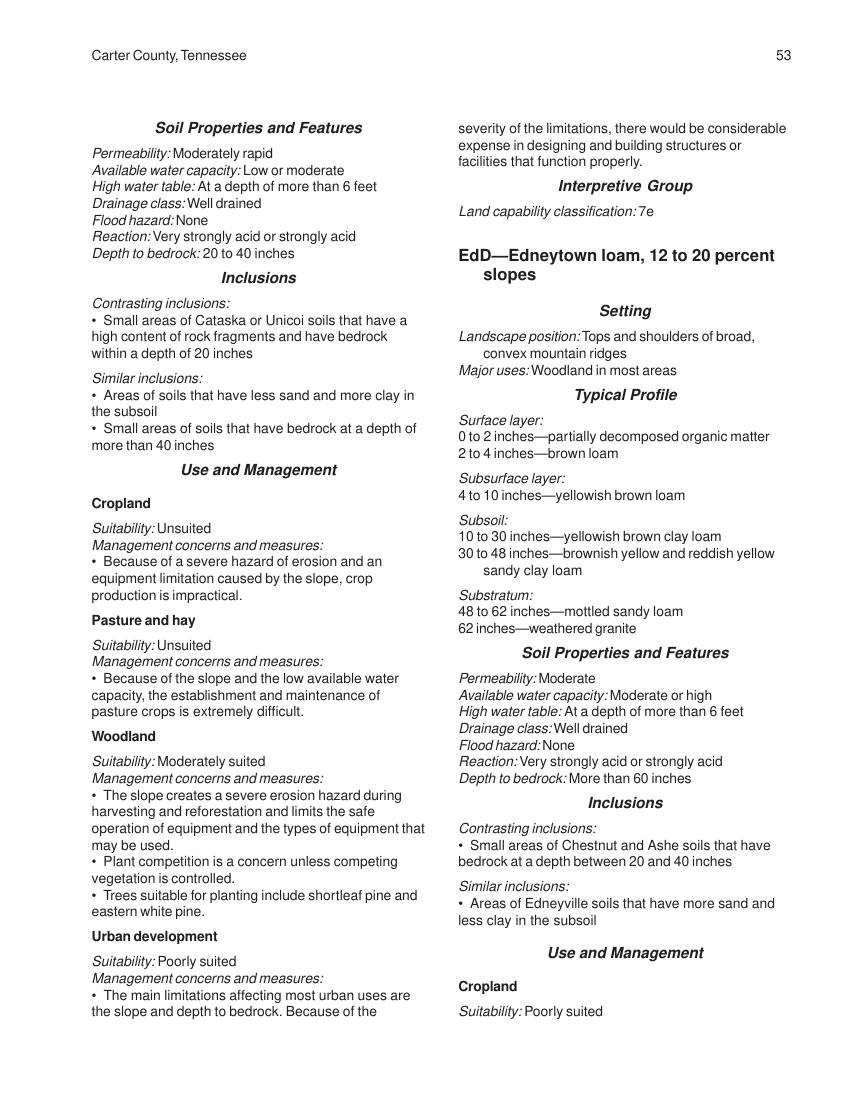 Carter County, Tennessee
53
Soil Properties and Features
Permeability: Moderately rapid
Available water capacity: Low or moderate
High water table: At a depth of more than 6 feet
Drainage class: Well drained
Flood hazard: None
Reaction: Very strongly acid or strongly acid
Depth to bedrock: 20 to 40 inches
Inclusions
Contrasting inclusions:
• Small areas of Cataska or Unicoi soils that have a
high content of rock fragments and have bedrock
within a depth of 20 inches
Similar inclusions:
• Areas of soils that have less sand and more clay in
the subsoil
• Small areas of soils that have bedrock at a depth of
more than 40 inches
Use and Management
Cropland
Suitability: Unsuited
Management concerns and measures:
• Because of a severe hazard of erosion and an
equipment limitation caused by the slope, crop
production is impractical.
Pasture and hay
Suitability: Unsuited
Management concerns and measures:
• Because of the slope and the low available water
capacity, the establishment and maintenance of
pasture crops is extremely difficult.
Woodland
Suitability: Moderately suited
Management concerns and measures:
• The slope creates a severe erosion hazard during
harvesting and reforestation and limits the safe
operation of equipment and the types of equipment that
may be used.
• Plant competition is a concern unless competing
vegetation is controlled.
• Trees suitable for planting include shortleaf pine and
eastern white pine.
Urban development
Suitability: Poorly suited
Management concerns and measures:
• The main limitations affecting most urban uses are
the slope and depth to bedrock. Because of the
severity of the limitations, there would be considerable
expense in designing and building structures or
facilities that function properly.
Interpretive Group
Land capability classification: 7e
EdD—Edneytown loam, 12 to 20 percent
slopes
Setting
Landscape position: Tops and shoulders of broad,
convex mountain ridges
Major uses: Woodland in most areas
Typical Profile
Surface layer:
0 to 2 inches—partially decomposed organic matter
2 to 4 inches—brown loam
Subsurface layer:
4 to 10 inches—yellowish brown loam
Subsoil:
10 to 30 inches—yellowish brown clay loam
30 to 48 inches—brownish yellow and reddish yellow
sandy clay loam
Substratum:
48 to 62 inches—mottled sandy loam
62 inches—weathered granite
Soil Properties and Features
Permeability: Moderate
Available water capacity: Moderate or high
High water table: At a depth of more than 6 feet
Drainage class: Well drained
Flood hazard: None
Reaction: Very strongly acid or strongly acid
Depth to bedrock: More than 60 inches
Inclusions
Contrasting inclusions:
• Small areas of Chestnut and Ashe soils that have
bedrock at a depth between 20 and 40 inches
Similar inclusions:
• Areas of Edneyville soils that have more sand and
less clay in the subsoil
Use and Management
Cropland
Suitability: Poorly suited